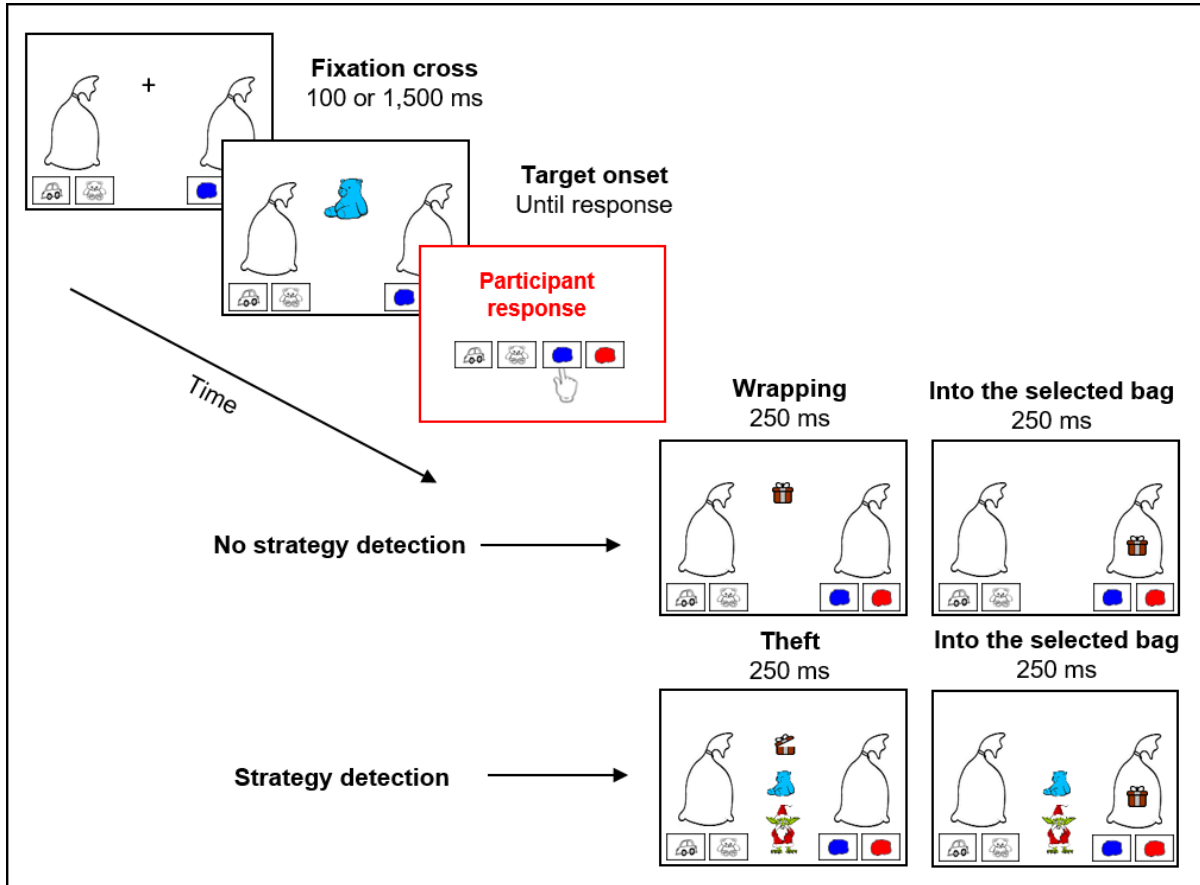 Fixation cross
100 or 1,500 ms
+
Target onset
Until response
Participant
response
Time
Wrapping
250 ms
Into the selected bag
250 ms
No strategy detection
Theft
250 ms
Into the selected bag
250 ms
Strategy detection